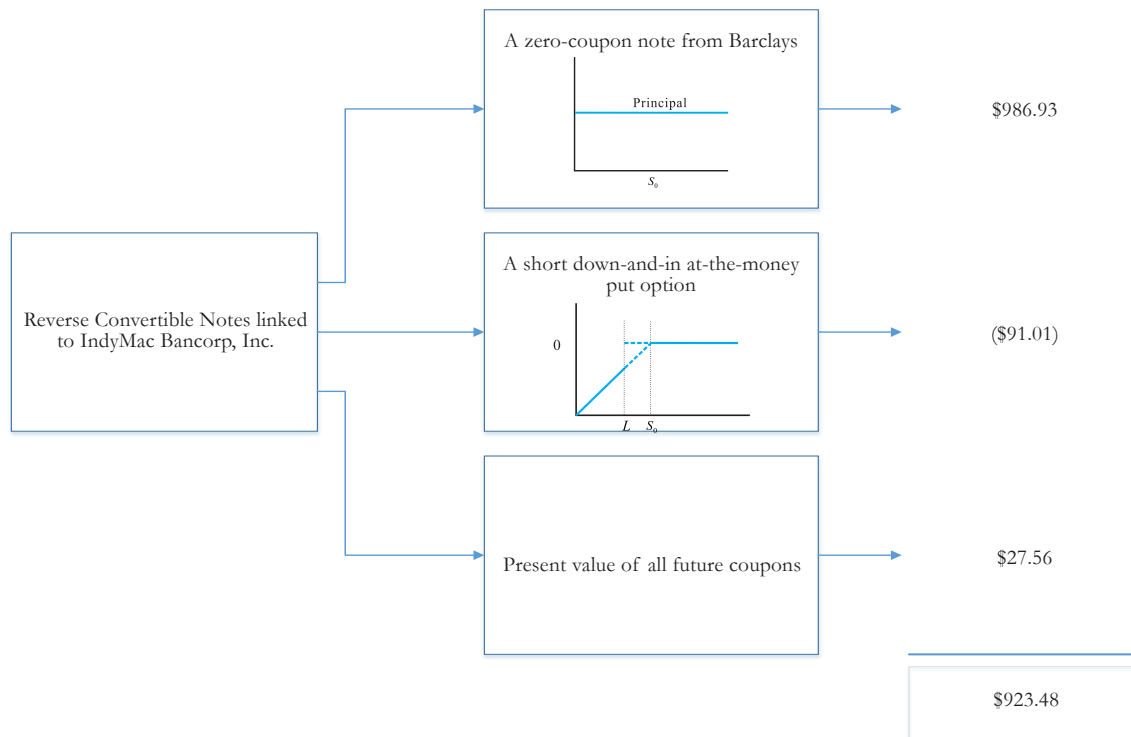 A zero-coupon note from Barclays
Principal
S₀
$986.93
Reverse Convertible Notes linked
to IndyMac Bancorp, Inc.
A short down-and-in at-the-money
put option
0
L S₀
($91.01)
Present value of all future coupons
$27.56
$923.48